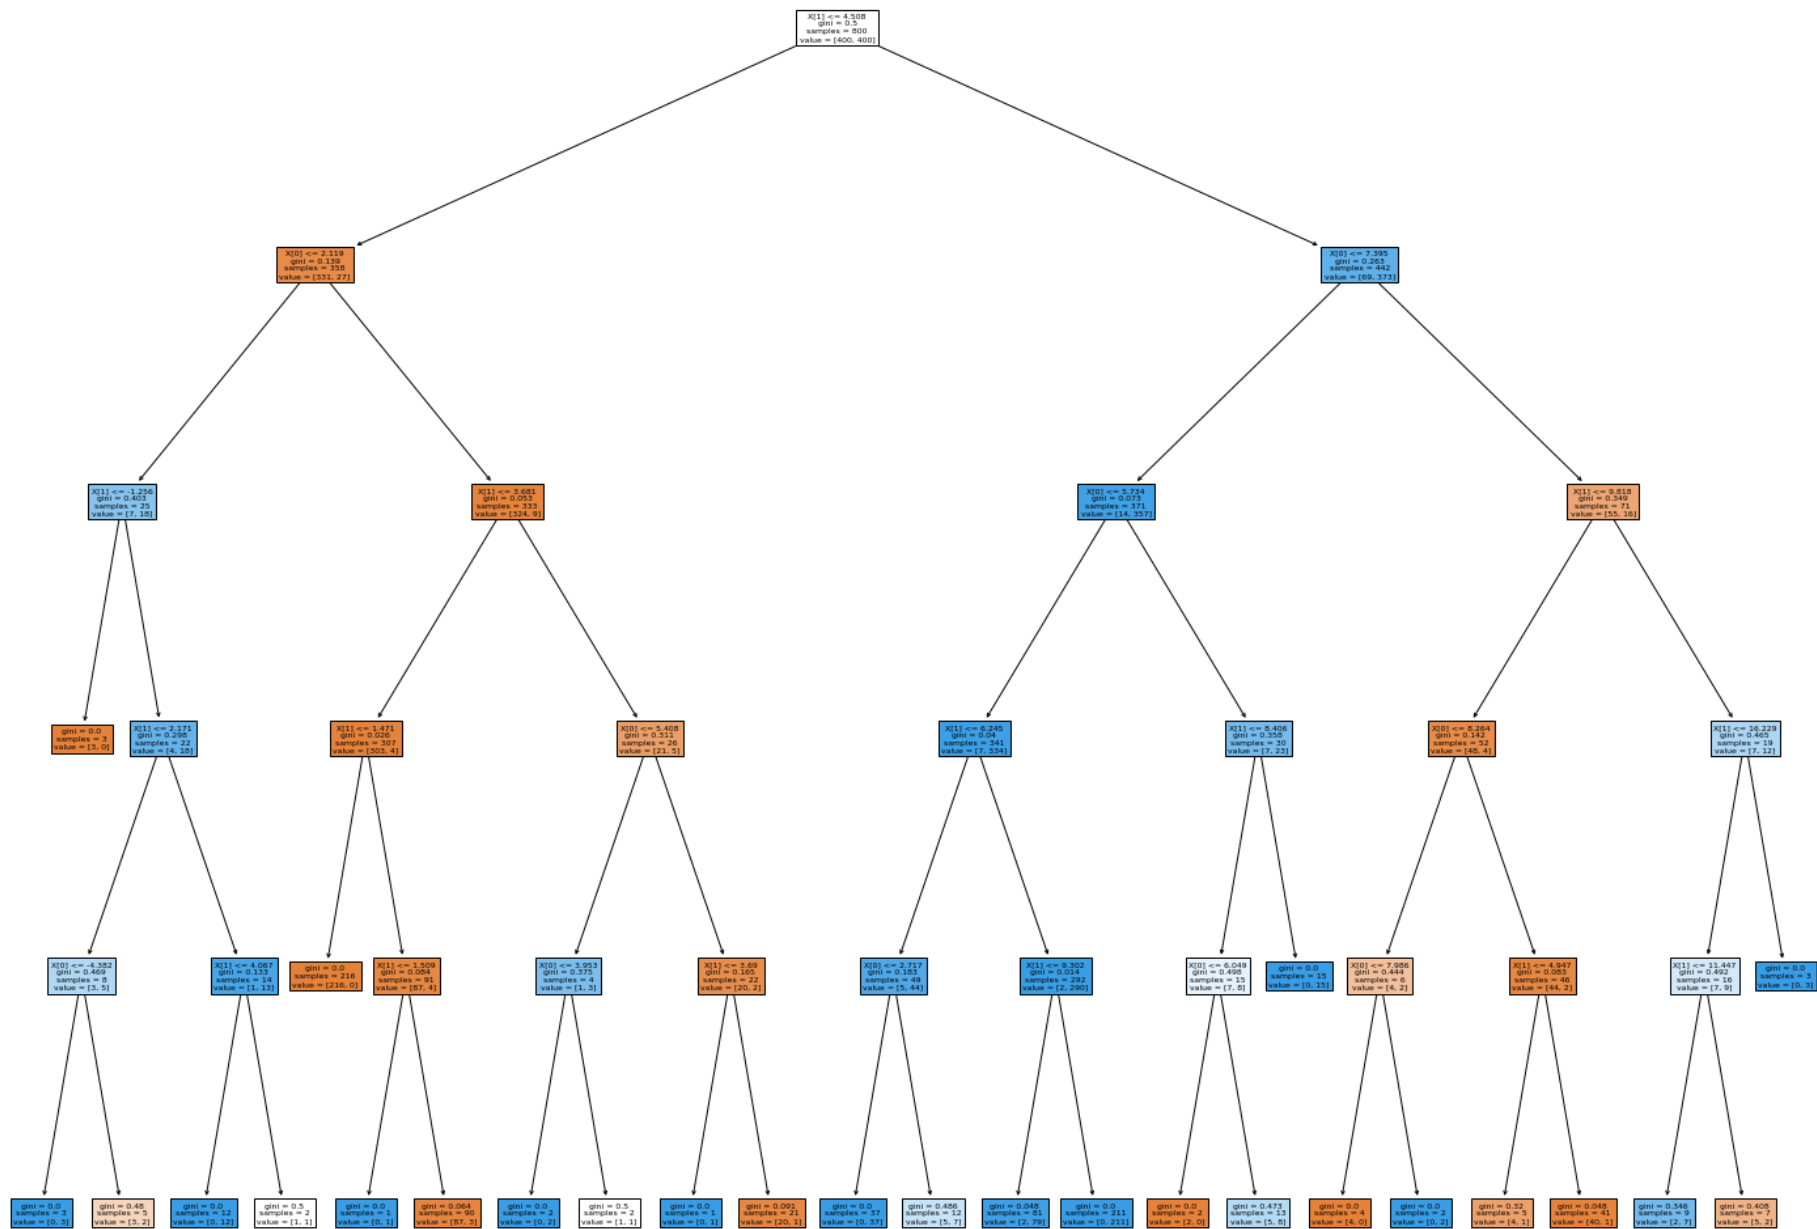 X[1] <= 4.508
gini = 0.5
samples = 800
value = [400, 400]
X[0] <= 2.119
gini = 0.139
samples = 358
value = [331, 27]
X[0] <= 7.395
gini = 0.263
samples = 442
value = [69, 373]
X[1] <= -1.256
gini = 0.403
samples = 25
value = [7, 18]
X[1] <= 3.681
gini = 0.053
samples = 333
value = [324, 9]
X[0] <= 5.734
gini = 0.073
samples = 371
value = [14, 357]
X[1] <= 9.818
gini = 0.349
samples = 71
value = [55, 16]
gini = 0.0
samples = 3
value = [3, 0]
X[1] <= 2.171
gini = 0.298
samples = 22
value = [4, 18]
X[1] <= 1.471
gini = 0.026
samples = 307
value = [303, 4]
X[0] <= 5.408
gini = 0.311
samples = 26
value = [21, 5]
X[1] <= 6.245
gini = 0.04
samples = 341
value = [7, 334]
X[1] <= 8.406
gini = 0.358
samples = 30
value = [7, 23]
X[0] <= 8.264
gini = 0.142
samples = 52
value = [48, 4]
X[1] <= 16.229
gini = 0.465
samples = 19
value = [7, 12]
X[0] <= -4.382
gini = 0.469
samples = 8
value = [3, 5]
X[1] <= 4.067
gini = 0.133
samples = 14
value = [1, 13]
gini = 0.0
samples = 216
value = [216, 0]
X[1] <= 1.509
gini = 0.084
samples = 91
value = [87, 4]
X[0] <= 3.953
gini = 0.375
samples = 4
value = [1, 3]
X[1] <= 3.69
gini = 0.165
samples = 22
value = [20, 2]
X[0] <= 2.717
gini = 0.183
samples = 49
value = [5, 44]
X[1] <= 9.302
gini = 0.014
samples = 292
value = [2, 290]
X[0] <= 6.049
gini = 0.498
samples = 15
value = [7, 8]
gini = 0.0
samples = 15
value = [0, 15]
X[0] <= 7.986
gini = 0.444
samples = 6
value = [4, 2]
X[1] <= 4.947
gini = 0.083
samples = 46
value = [44, 2]
X[1] <= 11.447
gini = 0.492
samples = 16
value = [7, 9]
gini = 0.0
samples = 3
value = [0, 3]
gini = 0.0
samples = 3
value = [0, 3]
gini = 0.48
samples = 5
value = [3, 2]
gini = 0.0
samples = 12
value = [0, 12]
gini = 0.5
samples = 2
value = [1, 1]
gini = 0.0
samples = 1
value = [0, 1]
gini = 0.064
samples = 90
value = [87, 3]
gini = 0.0
samples = 2
value = [0, 2]
gini = 0.5
samples = 2
value = [1, 1]
gini = 0.0
samples = 1
value = [0, 1]
gini = 0.091
samples = 21
value = [20, 1]
gini = 0.0
samples = 37
value = [0, 37]
gini = 0.486
samples = 12
value = [5, 7]
gini = 0.048
samples = 81
value = [2, 79]
gini = 0.0
samples = 211
value = [0, 211]
gini = 0.0
samples = 2
value = [2, 0]
gini = 0.473
samples = 13
value = [5, 8]
gini = 0.0
samples = 4
value = [4, 0]
gini = 0.0
samples = 2
value = [0, 2]
gini = 0.32
samples = 5
value = [4, 1]
gini = 0.048
samples = 41
value = [40, 1]
gini = 0.346
samples = 9
value = [2, 7]
gini = 0.408
samples = 7
value = [5, 2]